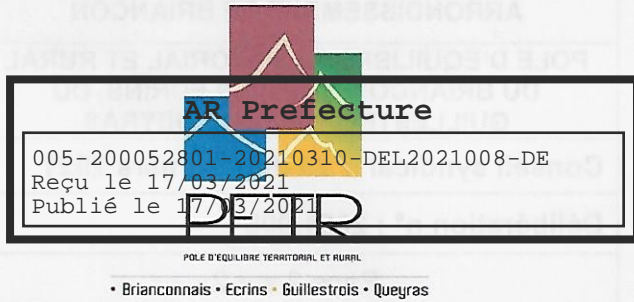 AR Prefecture
005-200052801-20210310-DEL2021008-DE
Reçu le 17/03/2021
Publié le 17/03/2021
PETR
POLE D'EQUILIBRE TERRITORIAL ET RURAL
• Brianconnais • Ecrins • Guillestrois • Queyras